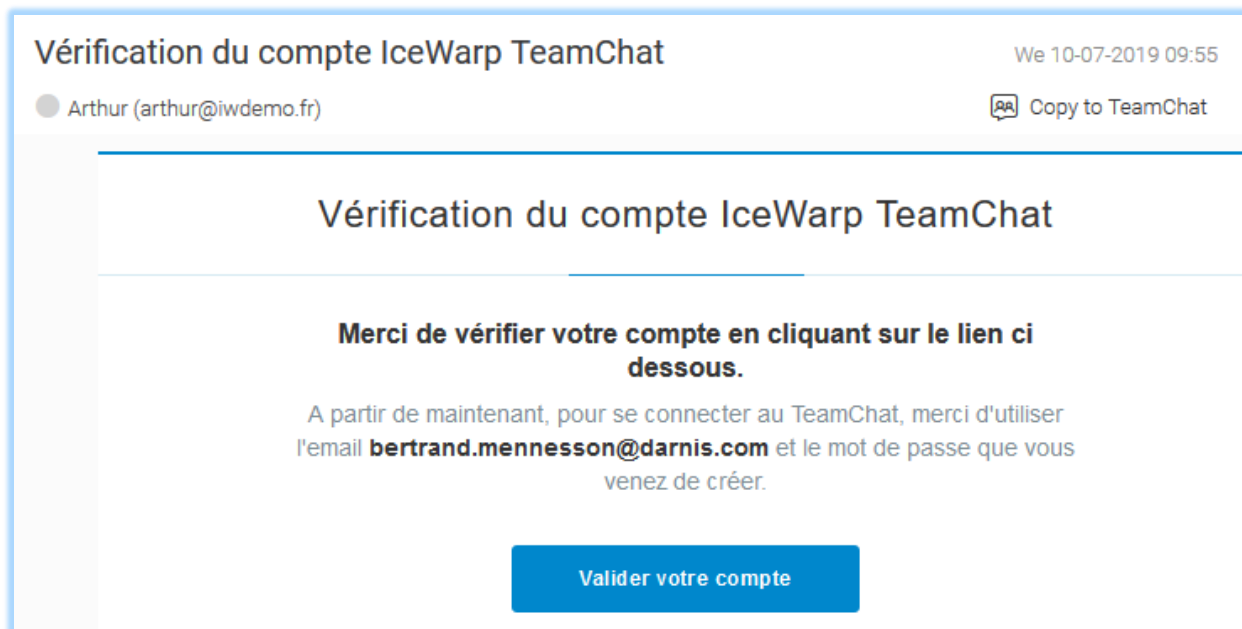 Vérification du compte IceWarp TeamChat
We 10-07-2019 09:55
Arthur (arthur@iwdemo.fr)
Copy to TeamChat
Vérification du compte IceWarp TeamChat
Merci de vérifier votre compte en cliquant sur le lien ci
dessous.
A partir de maintenant, pour se connecter au TeamChat, merci d'utiliser
l'email bertrand.mennesson@darnis.com et le mot de passe que vous
venez de créer.
Valider votre compte